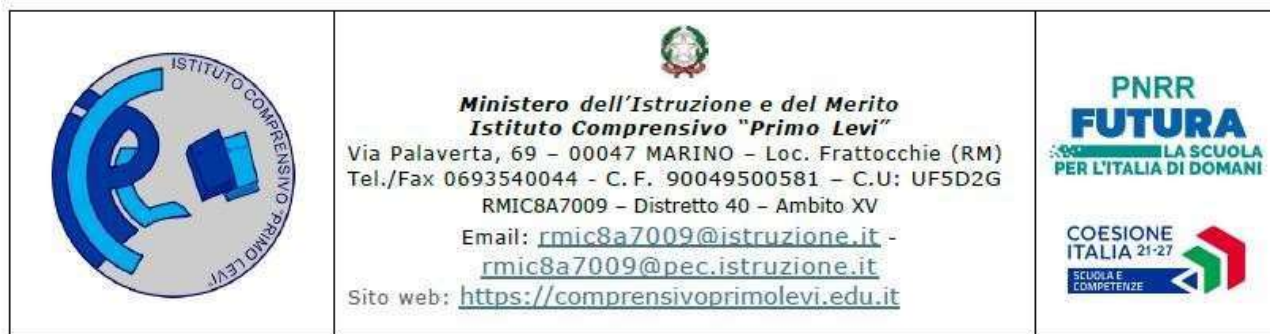 ISTITUTO COMPRENSIVO "PRIMO LEVI"
Ministero dell'Istruzione e del Merito
Istituto Comprensivo "Primo Levi"
Via Palaverta, 69 – 00047 MARINO – Loc. Frattocchie (RM)
Tel./Fax 0693540044 - C. F. 90049500581 – C.U: UF5D2G
RMIC8A7009 – Distretto 40 – Ambito XV
Email: rmic8a7009@istruzione.it -
rmic8a7009@pec.istruzione.it
Sito web: https://comprensivoprimolevi.edu.it
PNRR
FUTURA
LA SCUOLA
PER L'ITALIA DI DOMANI
COESIONE
ITALIA 21-27
SCUOLA E
COMPETENZE